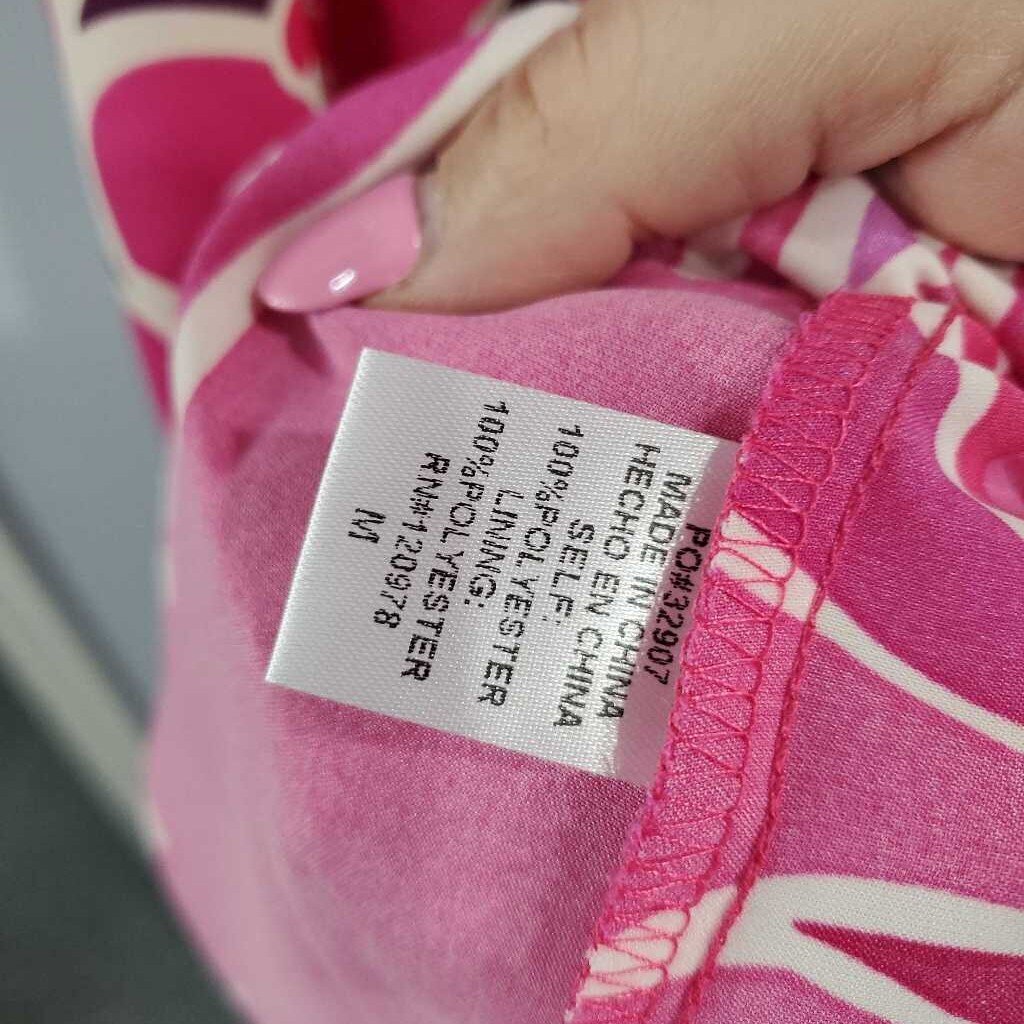 PO#32907
MADE IN CHINA
HECHO EN CHINA
SELF:
100%POLYESTER
LINING:
100%POLYESTER
RN#120978
M